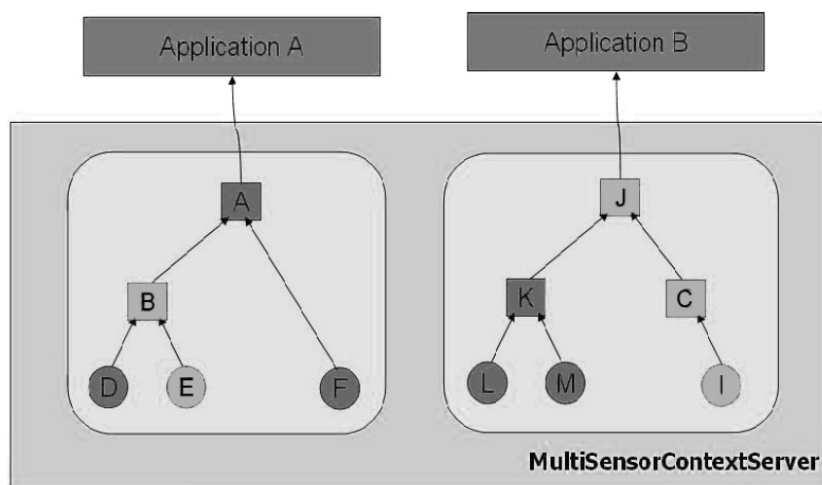 Application A
Application B
A
J
B
K
C
D
E
F
L
M
I
MultiSensorContextServer